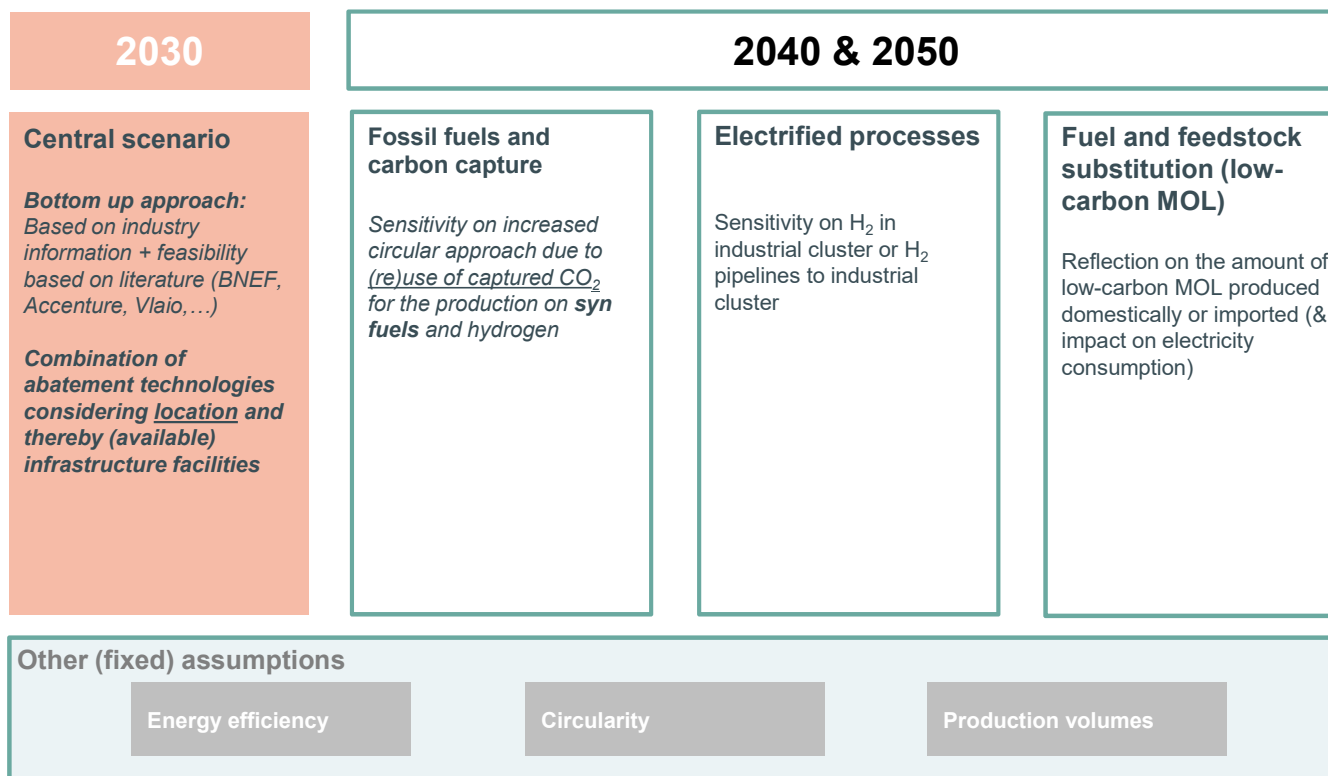 2030
2040 & 2050
Central scenario
Bottom up approach:
Based on industry
information + feasibility
based on literature (BNEF,
Accenture, Vlaio,…)
Combination of
abatement technologies
considering location and
thereby (available)
infrastructure facilities
Fossil fuels and
carbon capture
Sensitivity on increased
circular approach due to
(re)use of captured CO₂
for the production on syn
fuels and hydrogen
Electrified processes
Sensitivity on H₂ in
industrial cluster or H₂
pipelines to industrial
cluster
Fuel and feedstock
substitution (low-
carbon MOL)
Reflection on the amount of
low-carbon MOL produced
domestically or imported (&
impact on electricity
consumption)
Other (fixed) assumptions
Energy efficiency
Circularity
Production volumes